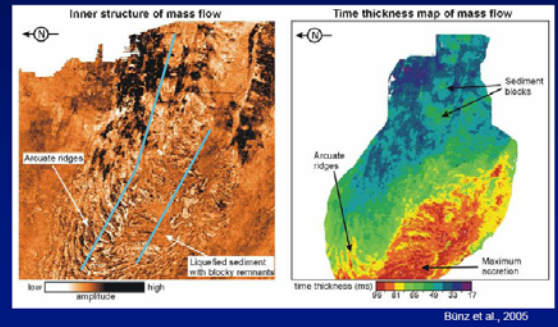 Inner structure of mass flow
N
Arcuate ridges
Liquefied sediment
with blocky remnants
low
high
amplitude
Time thickness map of mass flow
N
Sediment
blocks
Arcuate
ridges
Maximum
accretion
time thickness (ms)
99 81 65 49 33 17
Bünz et al., 2005